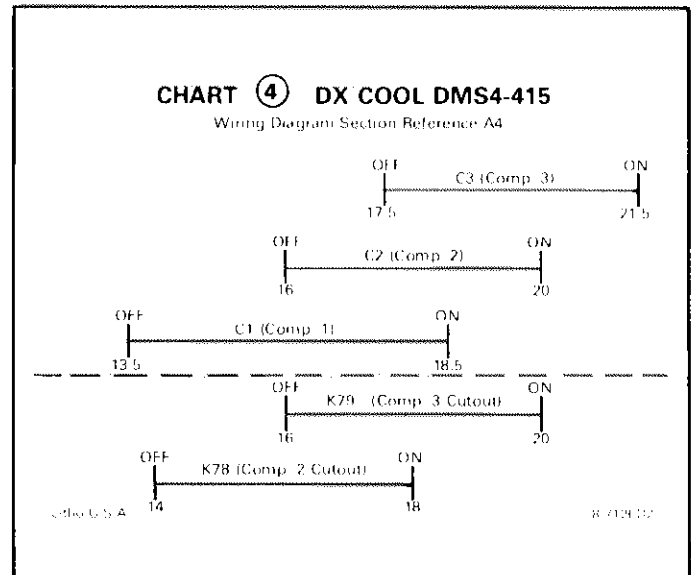 CHART 4 DX COOL DMS4-415
Wiring Diagram Section Reference A4
OFF ON
C3 (Comp. 3)
17.5 21.5
OFF ON
C2 (Comp. 2)
16 20
OFF ON
C1 (Comp. 1)
13.5 18.5
OFF ON
K79 (Comp. 3 Cutout)
16 20
OFF ON
K78 (Comp. 2 Cutout)
14 18
Litho U.S.A.